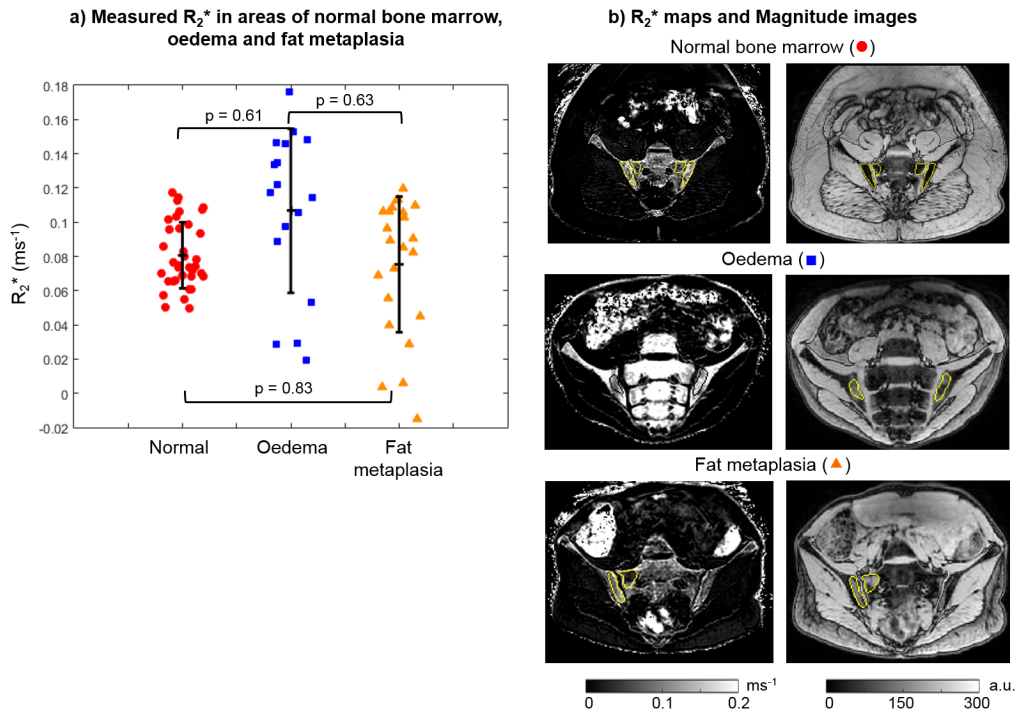 a) Measured R₂* in areas of normal bone marrow,
oedema and fat metaplasia
R₂* (ms⁻¹)
0.18
0.16
0.14
0.12
0.1
0.08
0.06
0.04
0.02
0
-0.02
p = 0.61
p = 0.63
p = 0.83
Normal
Oedema
Fat
metaplasia
b) R₂* maps and Magnitude images
Normal bone marrow (●)
Oedema (■)
Fat metaplasia (▲)
0 0.1 0.2 ms⁻¹
0 150 300 a.u.